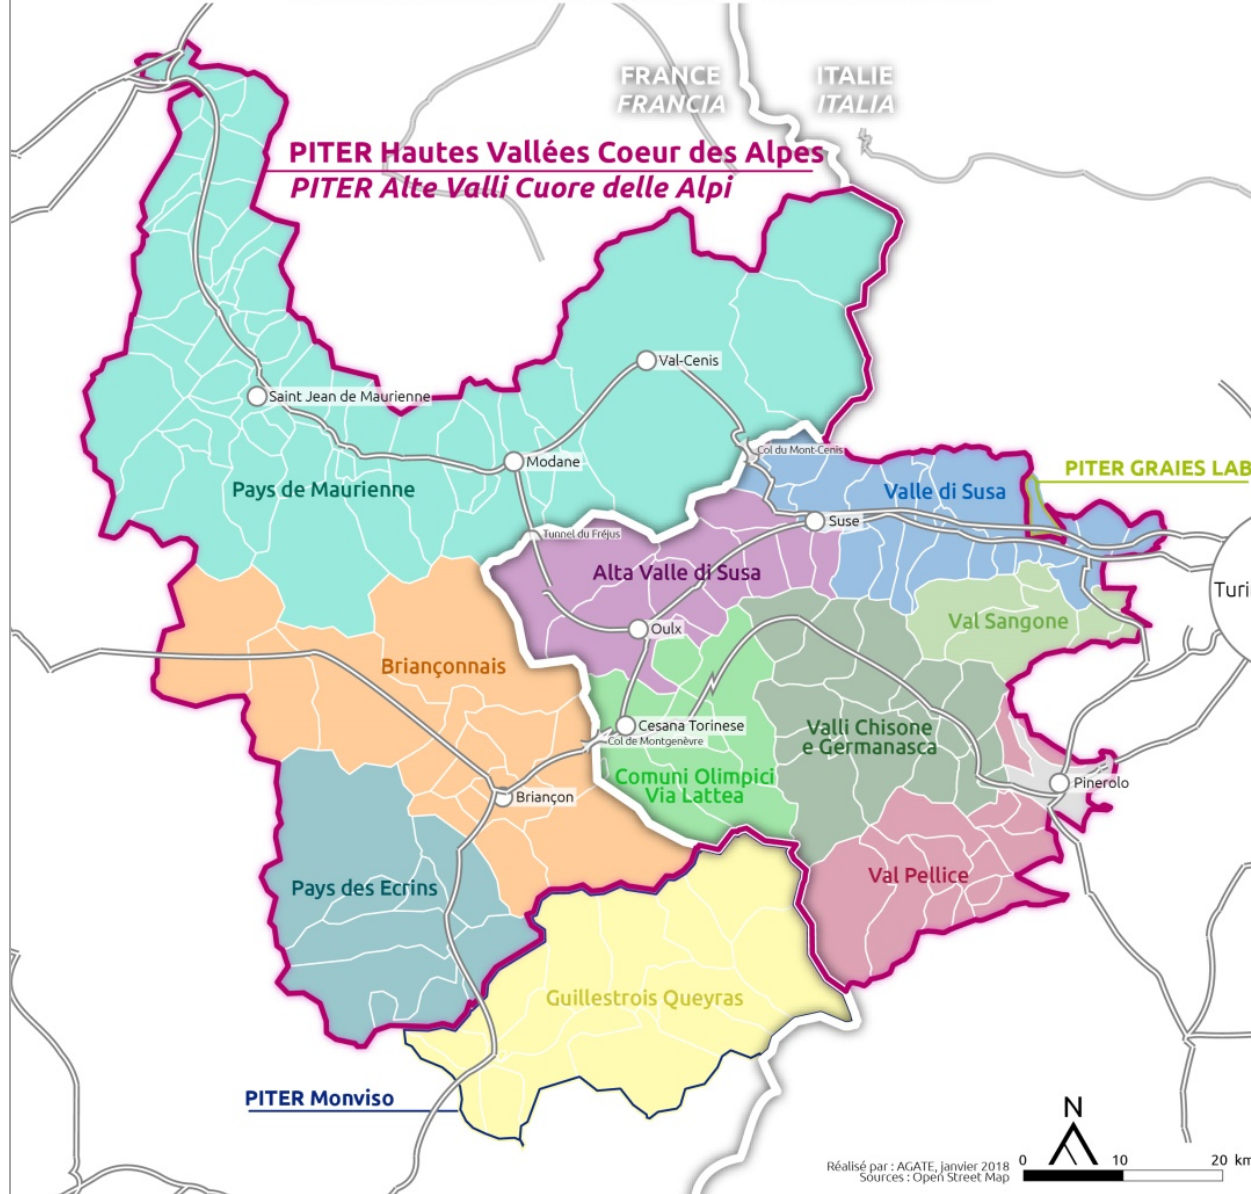 FRANCE
FRANCIA
ITALIE
ITALIA
PITER Hautes Vallées Coeur des Alpes
PITER Alte Valli Cuore delle Alpi
Val-Cenis
Saint Jean de Maurienne
Col du Mont-Cenis
Modane
PITER GRAIES LAB
Pays de Maurienne
Valle di Susa
Suse
Tunnel du Fréjus
Alta Valle di Susa
Turi
Val Sangone
Oulx
Briançonnais
Cesana Torinese
Valli Chisone
e Germanasca
Col de Montgenèvre
Comuni Olimpici
Via Lattea
Pinerolo
Briançon
Val Pellice
Pays des Ecrins
Guillestrois Queyras
PITER Monviso
N
0 10 20 km
Réalisé par : AGATE, janvier 2018
Sources : Open Street Map